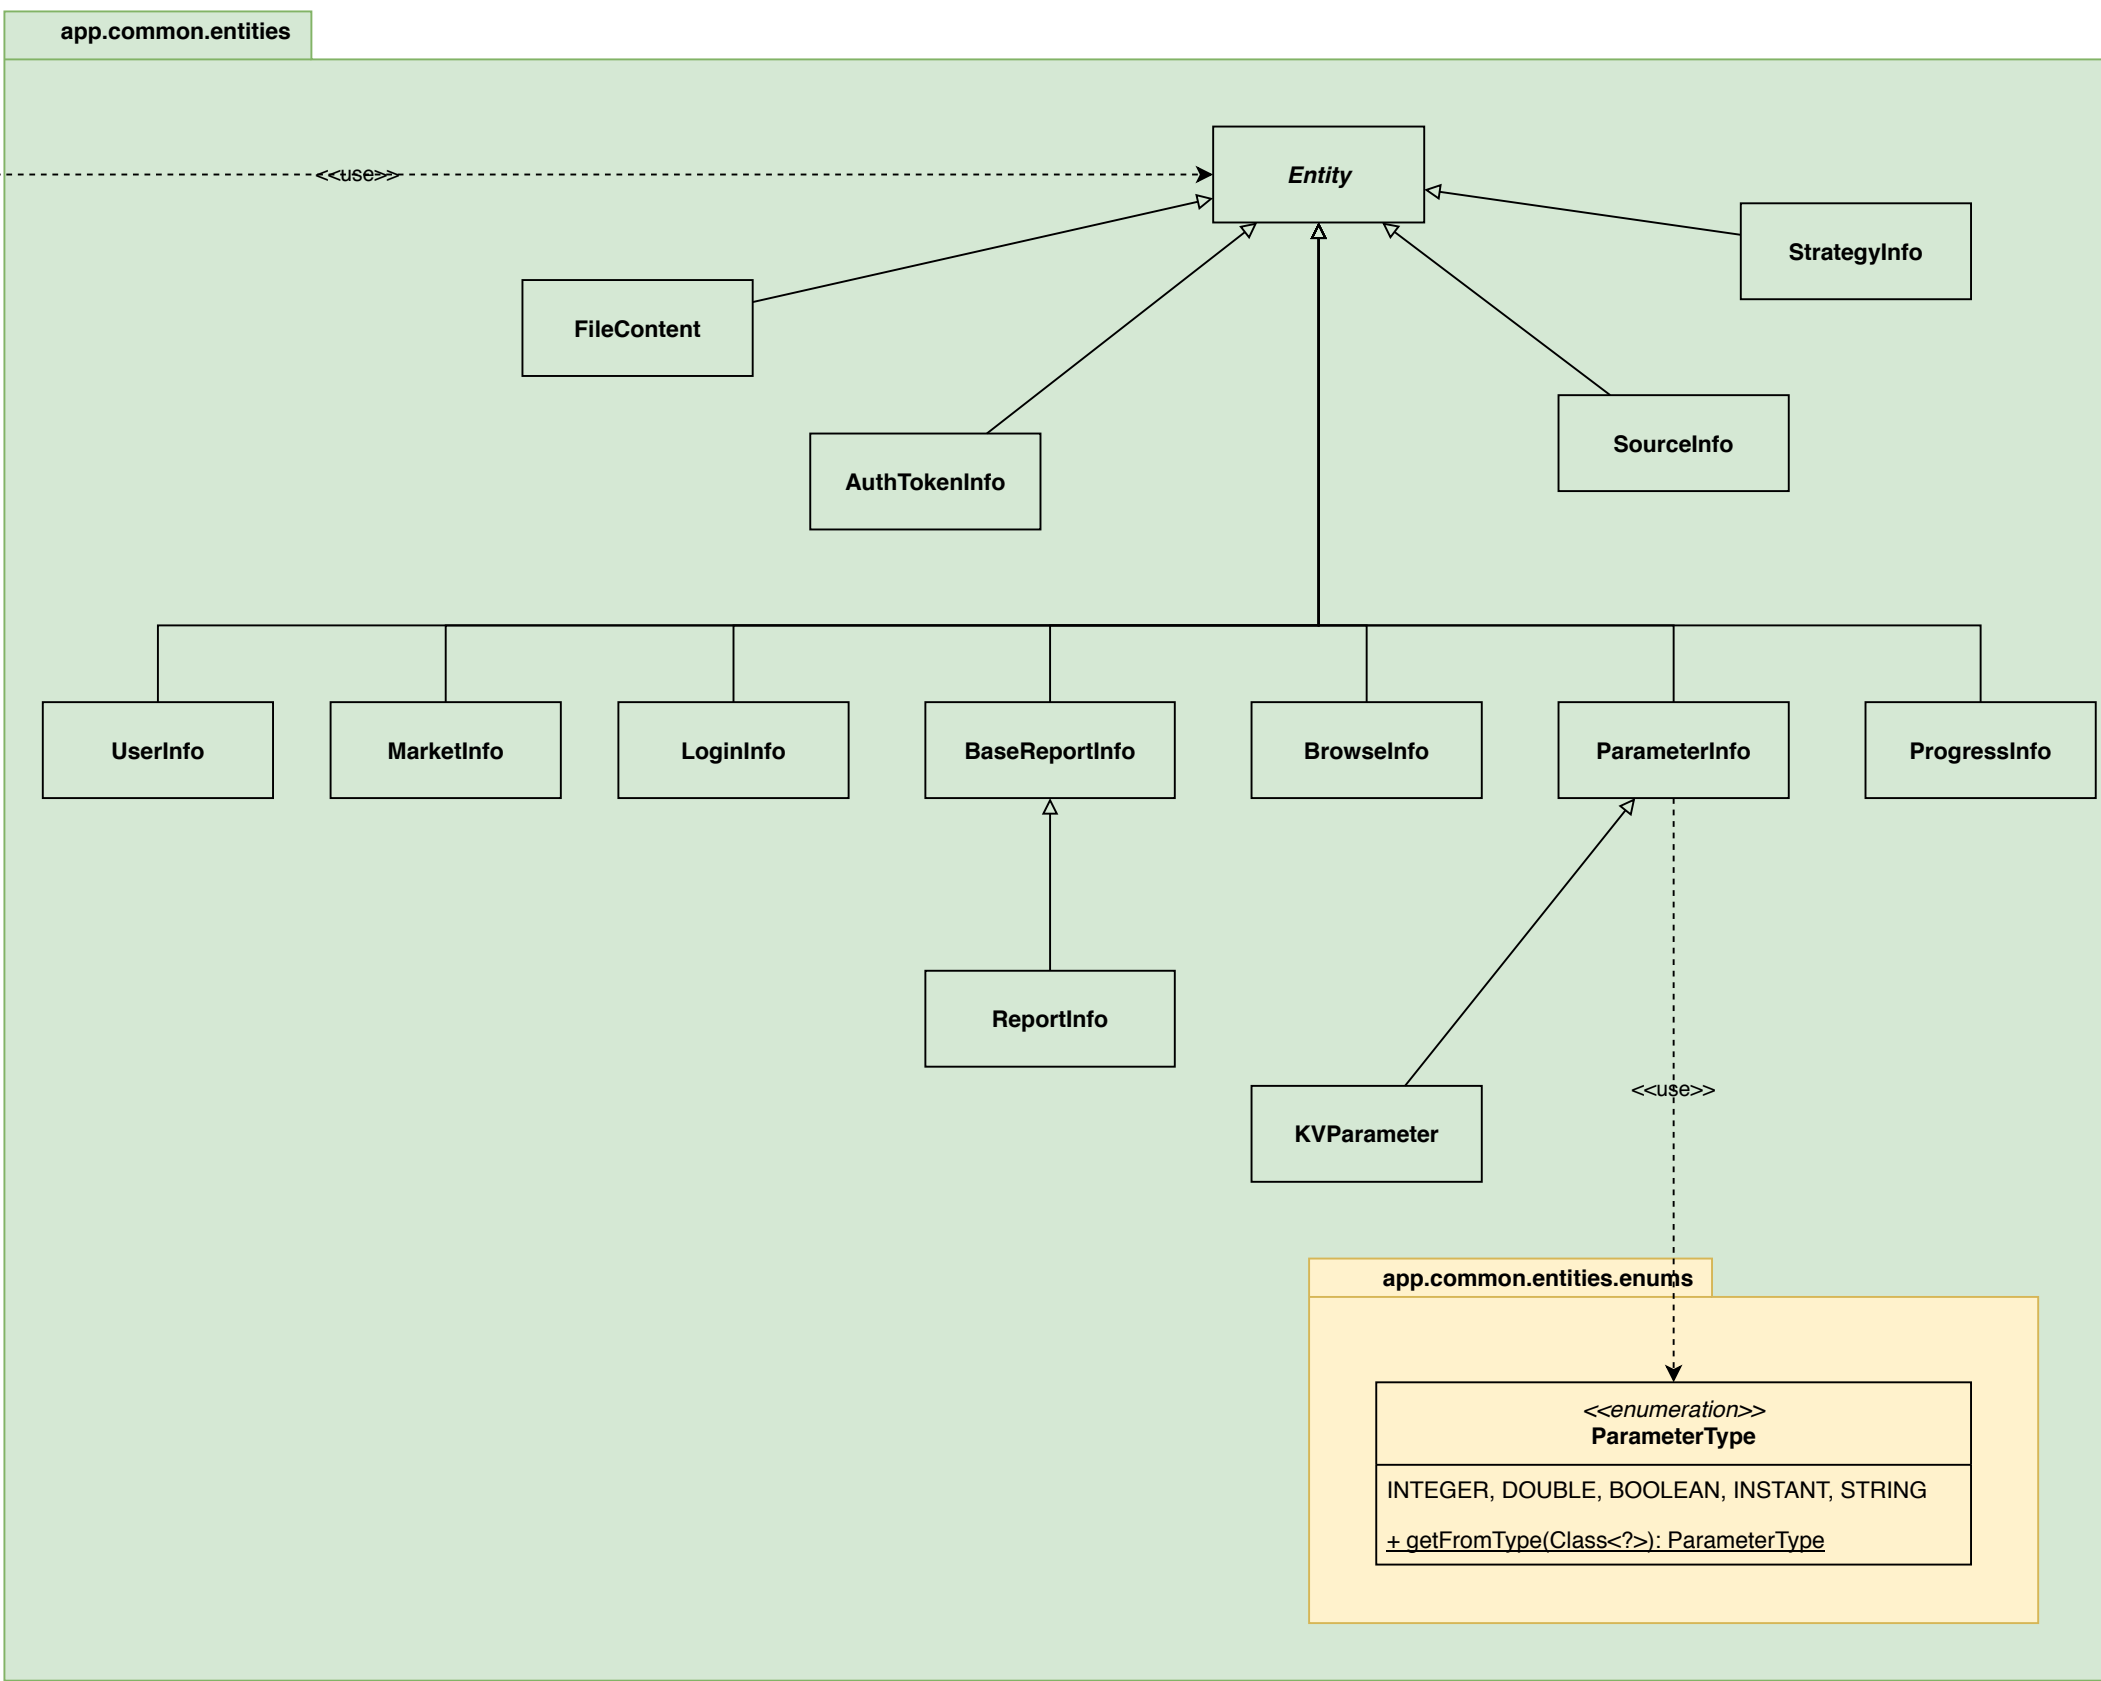 app.common.entities
<<use>>
Entity
StrategyInfo
FileContent
SourceInfo
AuthTokenInfo
UserInfo
MarketInfo
LoginInfo
BaseReportInfo
BrowseInfo
ParameterInfo
ProgressInfo
ReportInfo
<<use>>
KVParameter
app.common.entities.enums
<<enumeration>>
ParameterType
INTEGER, DOUBLE, BOOLEAN, INSTANT, STRING
+ getFromType(Class<?>): ParameterType